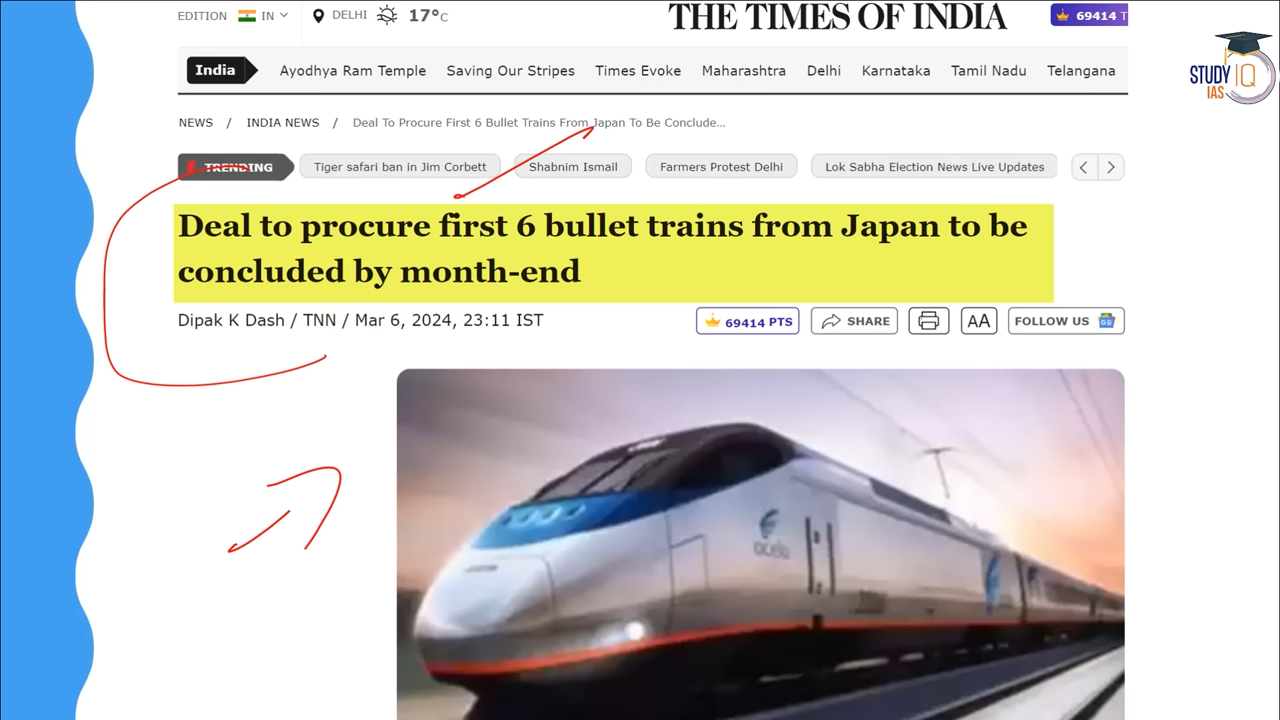 EDITION IN DELHI 17°C
THE TIMES OF INDIA
69414
STUDY IQ
IAS
India Ayodhya Ram Temple Saving Our Stripes Times Evoke Maharashtra Delhi Karnataka Tamil Nadu Telangana
NEWS / INDIA NEWS / Deal To Procure First 6 Bullet Trains From Japan To Be Conclude...
TRENDING Tiger safari ban in Jim Corbett Shabnim Ismail Farmers Protest Delhi Lok Sabha Election News Live Updates
Deal to procure first 6 bullet trains from Japan to be
concluded by month-end
Dipak K Dash / TNN / Mar 6, 2024, 23:11 IST
69414 PTS SHARE AA FOLLOW US
acela